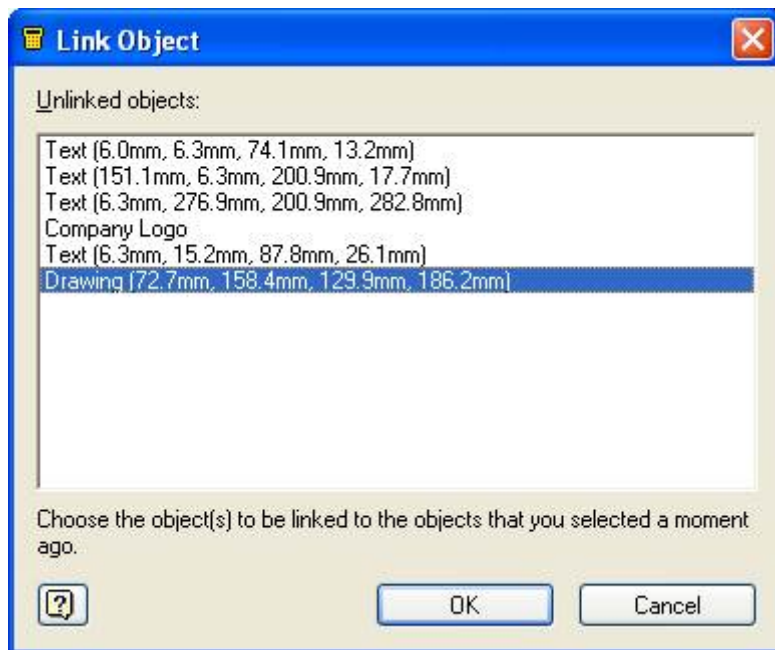 Link Object
Unlinked objects:
Text (6.0mm, 6.3mm, 74.1mm, 13.2mm)
Text (151.1mm, 6.3mm, 200.9mm, 17.7mm)
Text (6.3mm, 276.9mm, 200.9mm, 282.8mm)
Company Logo
Text (6.3mm, 15.2mm, 87.8mm, 26.1mm)
Drawing (72.7mm, 158.4mm, 129.9mm, 186.2mm)
Choose the object(s) to be linked to the objects that you selected a moment
ago.
OK Cancel